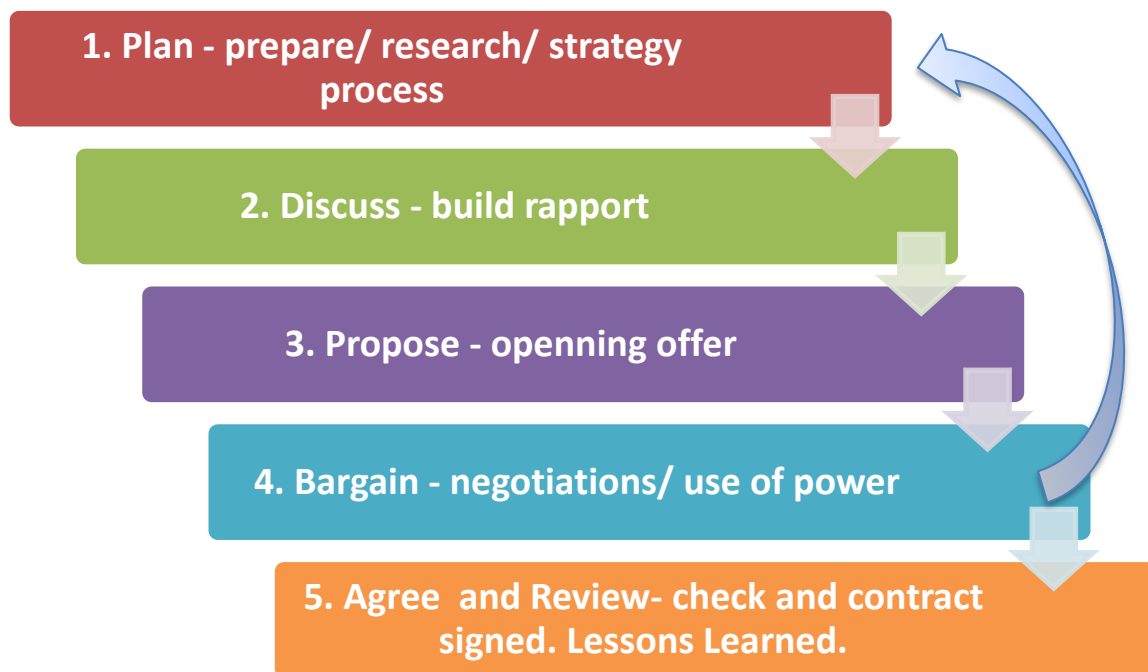 1. Plan - prepare/ research/ strategy
process
2. Discuss - build rapport
3. Propose - openning offer
4. Bargain - negotiations/ use of power
5. Agree  and Review- check and contract
signed. Lessons Learned.